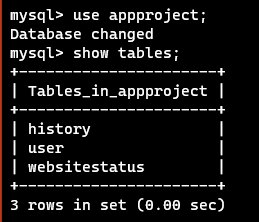 mysql> use appproject;
Database changed
mysql> show tables;
+----------------------+
| Tables_in_appproject |
+----------------------+
| history              |
| user                 |
| websitestatus        |
+----------------------+
3 rows in set (0.00 sec)